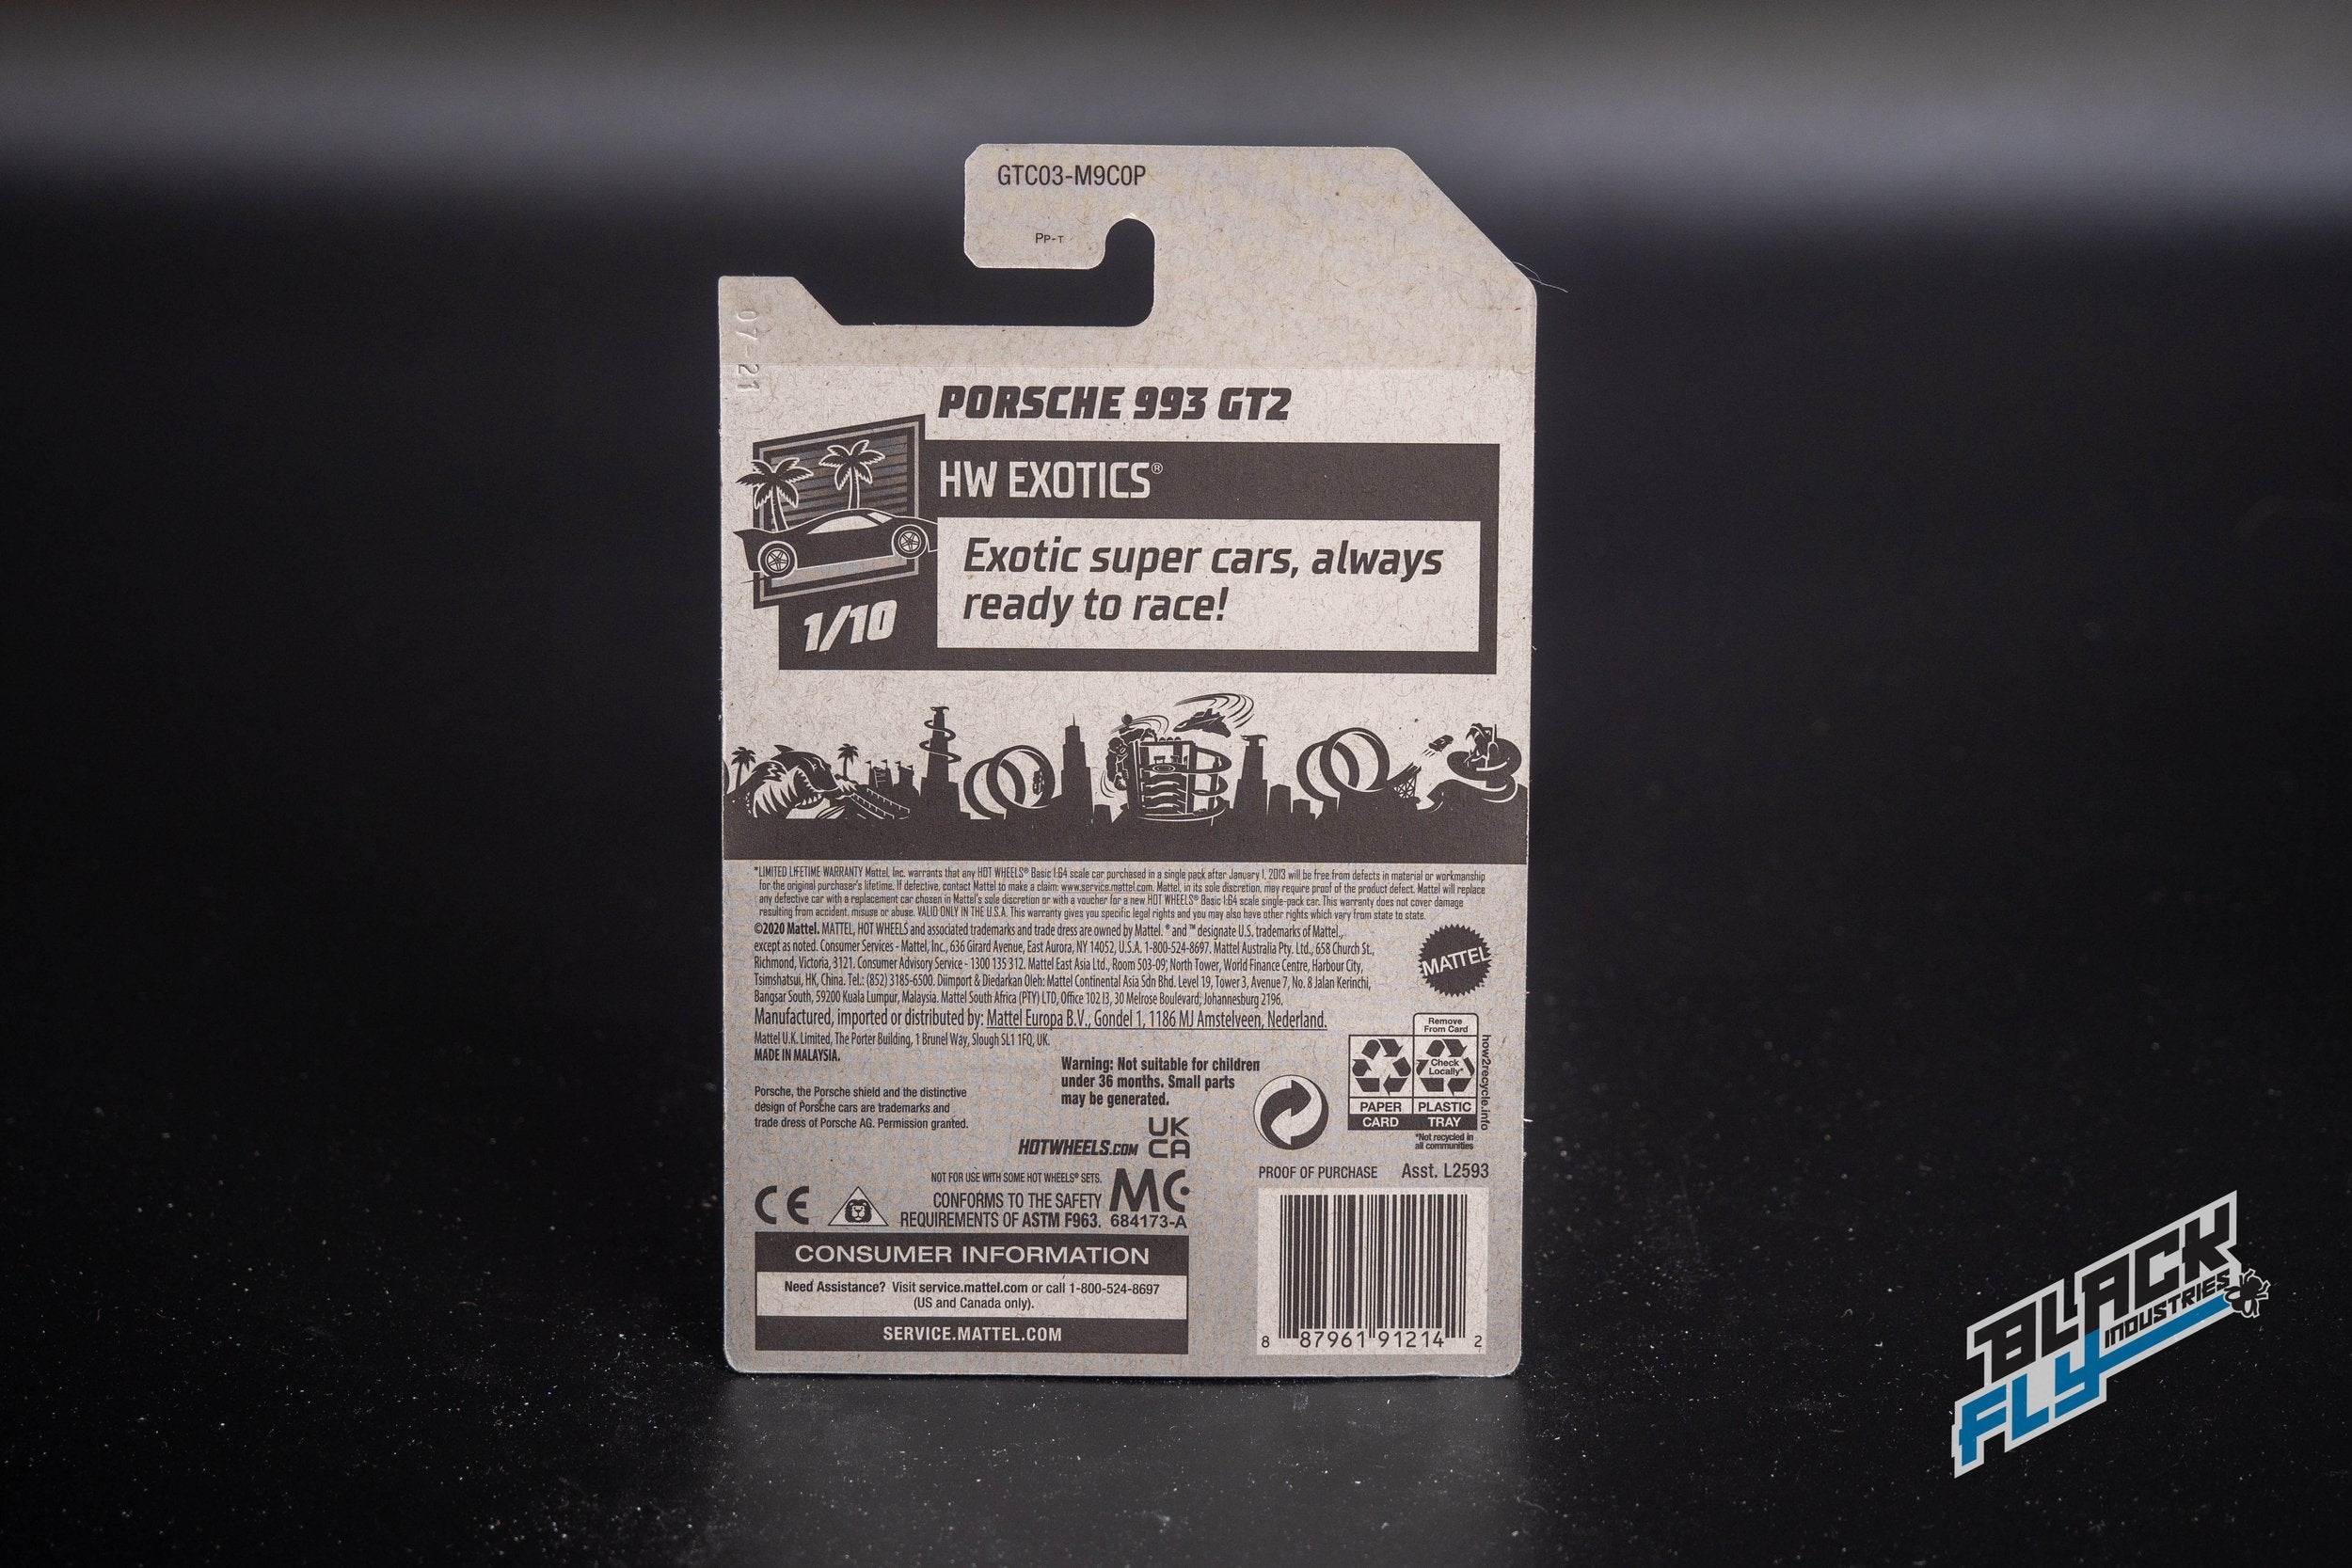 GTC03-M9C0P
PP-T
07-21
PORSCHE 993 GT2
HW EXOTICS®
Exotic super cars, always
ready to race!
1/10
*LIMITED LIFETIME WARRANTY Mattel, Inc. warrants that any HOT WHEELS® Basic 1:64 scale car purchased in a single pack after January 1, 2013 will be free from defects in material or workmanship
for the original purchaser's lifetime. If defective, contact Mattel to make a claim: www.service.mattel.com. Mattel, in its sole discretion, may require proof of the product defect. Mattel will replace
any defective car with a replacement car chosen in Mattel's sole discretion or with a voucher for a new HOT WHEELS® Basic 1:64 scale single-pack car. This warranty does not cover damage
resulting from accident, misuse or abuse. VALID ONLY IN THE U.S.A. This warranty gives you specific legal rights and you may also have other rights which vary from state to state.
©2020 Mattel. MATTEL, HOT WHEELS and associated trademarks and trade dress are owned by Mattel. ® and ™ designate U.S. trademarks of Mattel,
except as noted. Consumer Services - Mattel, Inc., 636 Girard Avenue, East Aurora, NY 14052, U.S.A. 1-800-524-8697. Mattel Australia Pty. Ltd., 658 Church St.,
Richmond, Victoria, 3121. Consumer Advisory Service - 1300 135 312. Mattel East Asia Ltd., Room 503-09, North Tower, World Finance Centre, Harbour City,
Tsimshatsui, HK, China. Tel.: (852) 3185-6500. Diimport & Diedarkan Oleh: Mattel Continental Asia Sdn Bhd. Level 19, Tower 3, Avenue 7, No. 8 Jalan Kerinchi,
Bangsar South, 59200 Kuala Lumpur, Malaysia. Mattel South Africa (PTY) LTD, Office 102 I3, 30 Melrose Boulevard, Johannesburg 2196.
MATTEL
Manufactured, imported or distributed by: Mattel Europa B.V., Gondel 1, 1186 MJ Amstelveen, Nederland.
Mattel U.K. Limited, The Porter Building, 1 Brunel Way, Slough SL1 1FQ, UK.
MADE IN MALAYSIA.
Warning: Not suitable for children
under 36 months. Small parts
may be generated.
Remove
From Card
Check
Locally*
PAPER
PLASTIC
CARD
TRAY
*Not recycled in
all communities
how2recycle.info
Porsche, the Porsche shield and the distinctive
design of Porsche cars are trademarks and
trade dress of Porsche AG. Permission granted.
HOTWHEELS.COM
UK
CA
NOT FOR USE WITH SOME HOT WHEELS® SETS.
CONFORMS TO THE SAFETY
REQUIREMENTS OF ASTM F963.
MC
684173-A
CE
PROOF OF PURCHASE
Asst. L2593
CONSUMER INFORMATION
Need Assistance? Visit service.mattel.com or call 1-800-524-8697
(US and Canada only).
SERVICE.MATTEL.COM
8 87961 91214 2
BLACK
FLY
INDUSTRIES